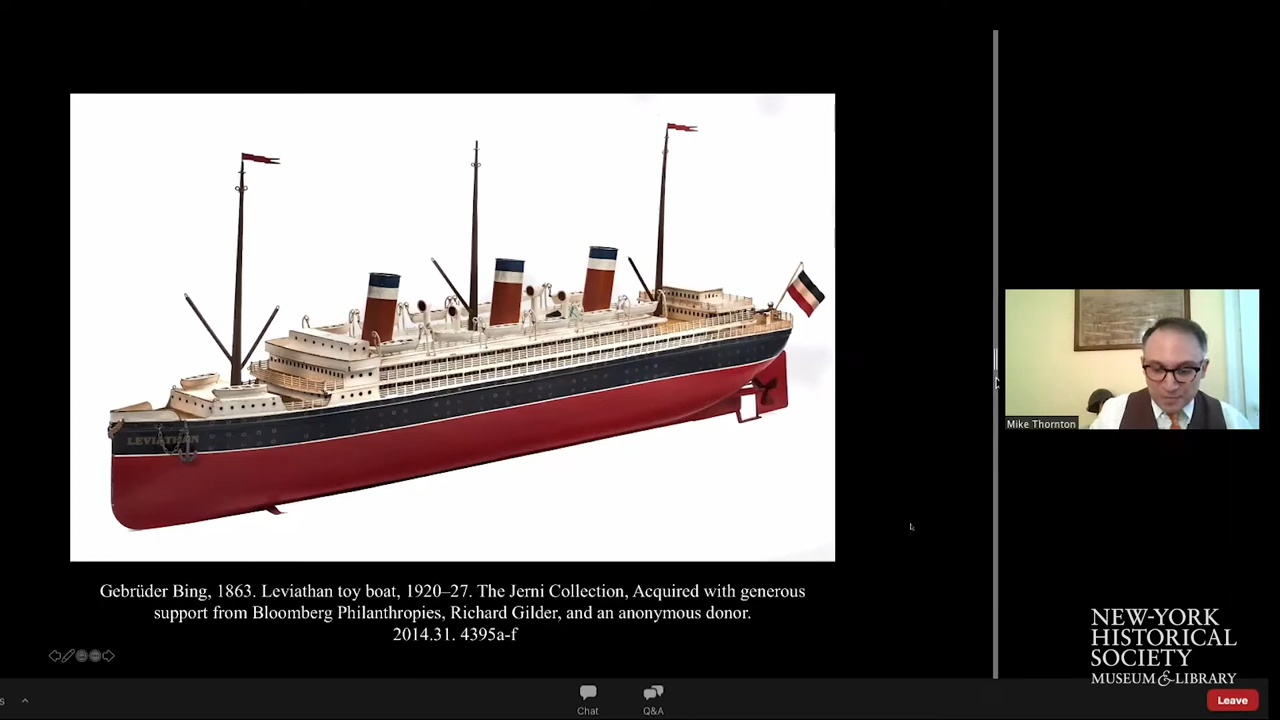 LEVIATHAN
Gebrüder Bing, 1863. Leviathan toy boat, 1920–27. The Jerni Collection, Acquired with generous
support from Bloomberg Philanthropies, Richard Gilder, and an anonymous donor.
2014.31. 4395a-f
Mike Thornton
NEW-YORK
HISTORICAL
SOCIETY
MUSEUM & LIBRARY
s
Chat
Q&A
Leave